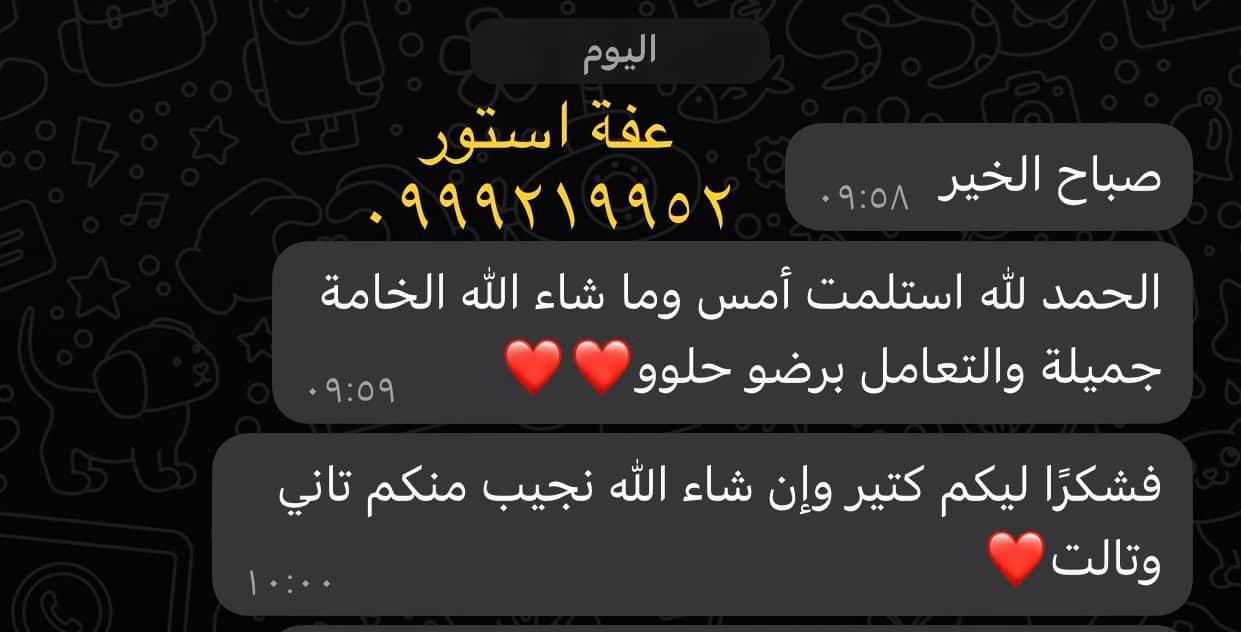 اليوم
عفة استور
٠٩٩٩٢١٩٩٥٢
صباح الخير
٠٩:٥٨
الحمد لله استلمت أمس وما شاء الله الخامة
جميلة والتعامل برضو حلوو❤️❤️
٠٩:٥٩
فشكرًا ليكم كتير وإن شاء الله نجيب منكم تاني
وتالت❤️
١٠:٠٠